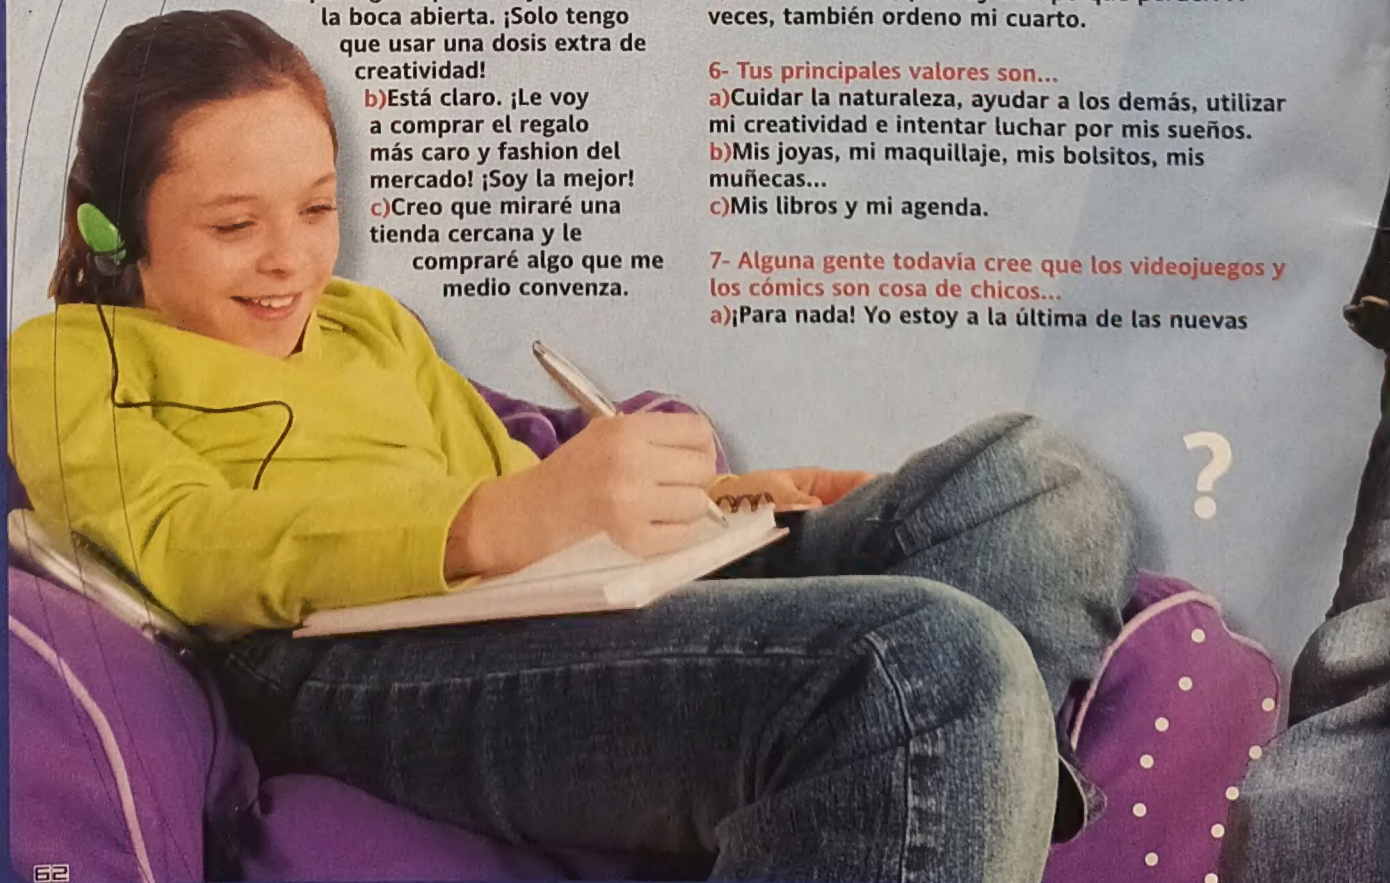 la boca abierta. ¡Solo tengo
que usar una dosis extra de
creatividad!
b)Está claro. ¡Le voy
a comprar el regalo
más caro y fashion del
mercado! ¡Soy la mejor!
c)Creo que miraré una
tienda cercana y le
compraré algo que me
medio convenza.
veces, también ordeno mi cuarto.
6- Tus principales valores son...
a)Cuidar la naturaleza, ayudar a los demás, utilizar
mi creatividad e intentar luchar por mis sueños.
b)Mis joyas, mi maquillaje, mis bolsitos, mis
muñecas...
c)Mis libros y mi agenda.
7- Alguna gente todavía cree que los videojuegos y
los cómics son cosa de chicos...
a)¡Para nada! Yo estoy a la última de las nuevas
?
62